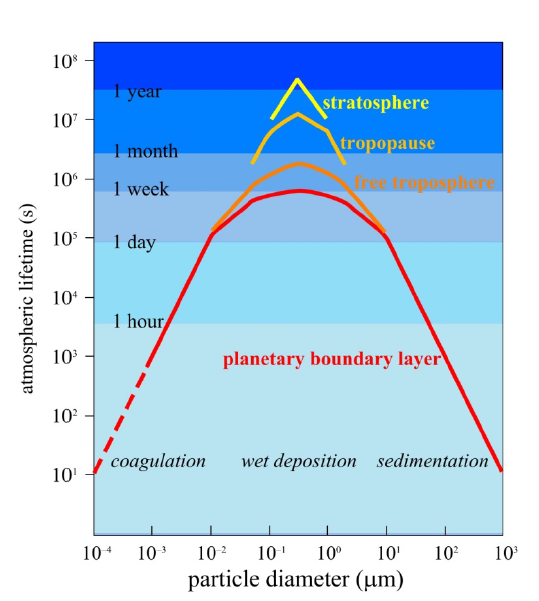 10⁸
1 year
stratosphere
10⁷
tropopause
1 month
10⁶
free troposphere
1 week
10⁵
1 day
10⁴
1 hour
10³
planetary boundary layer
10²
coagulation wet deposition sedimentation
10¹
atmospheric lifetime (s)
10⁻⁴ 10⁻³ 10⁻² 10⁻¹ 10⁰ 10¹ 10² 10³
particle diameter (μm)